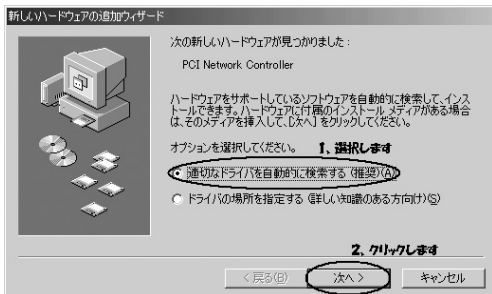 新しいハードウェアの追加ウィザード
次の新しいハードウェアが見つかりました:
PCI Network Controller
ハードウェアをサポートしているソフトウェアを自動的に検索して、インス
トールできます。ハードウェアに付属のインストール メディアがある場合
は、そのメディアを挿入して、[次へ] をクリックしてください。
オプションを選択してください。
1、選択します
適切なドライバを自動的に検索する (推奨)(A)
ドライバの場所を指定する (詳しい知識のある方向け)(S)
2、クリックします
< 戻る(B)
次へ >
キャンセル